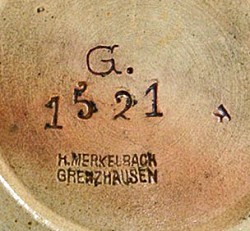 G.
1521 A
H. MERKELBACH
GRENZHAUSEN